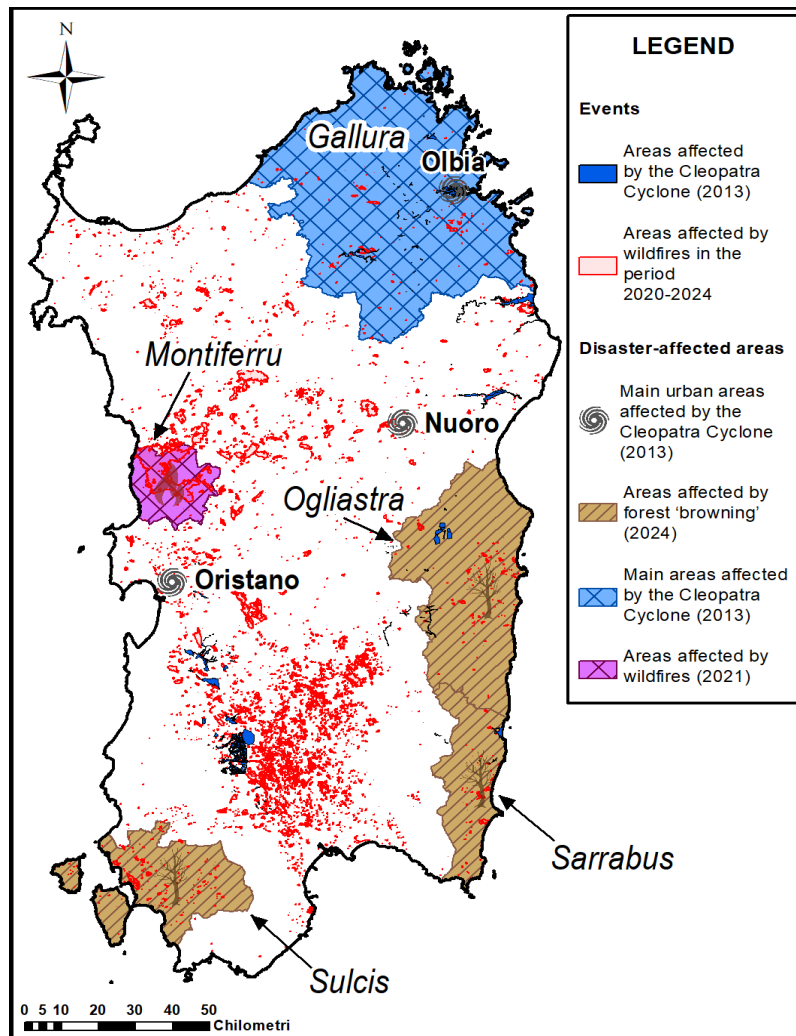 N
Gallura
Olbia
Montiferru
Nuoro
Ogliastra
Oristano
Sarrabus
Sulcis
0 5 10 20 30 40 50
Chilometri
LEGEND
Events
Areas affected
by the Cleopatra
Cyclone (2013)
Areas affected by
wildfires in the
period
2020-2024
Disaster-affected areas
Main urban areas
affected by the
Cleopatra Cyclone
(2013)
Areas affected by
forest ‘browning’
(2024)
Main areas affected
by the Cleopatra
Cyclone (2013)
Areas affected by
wildfires (2021)